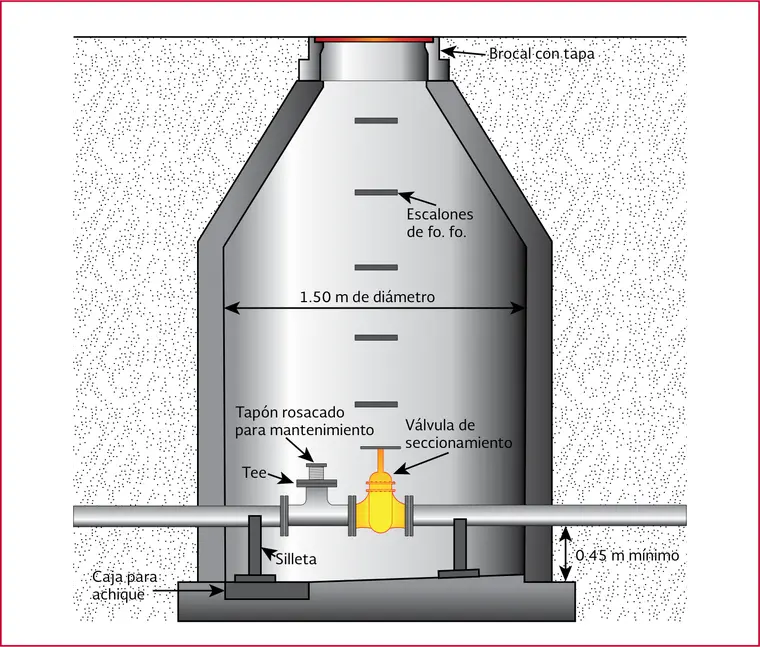 Brocal con tapa
Escalones
de fo. fo.
1.50 m de diámetro
Tapón rosacado
para mantenimiento
Válvula de
seccionamiento
Tee
0.45 m mínimo
Silleta
Caja para
achique